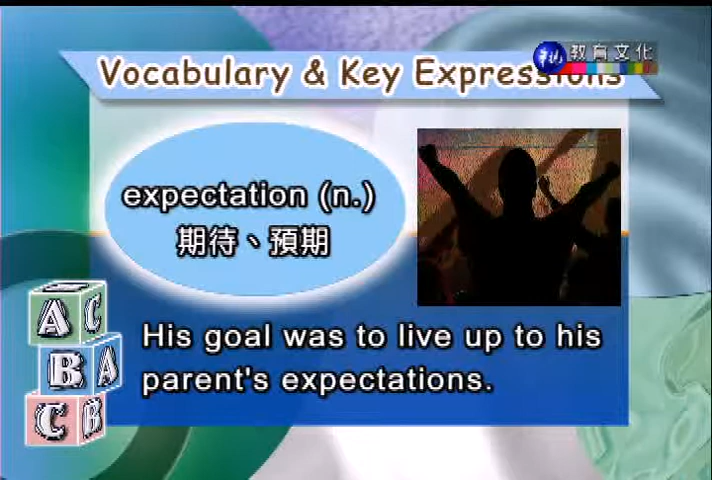 Vocabulary & Key Expressions
教育文化
expectation (n.)
期待、預期
His goal was to live up to his
parent's expectations.
A
C
B
A
C
B